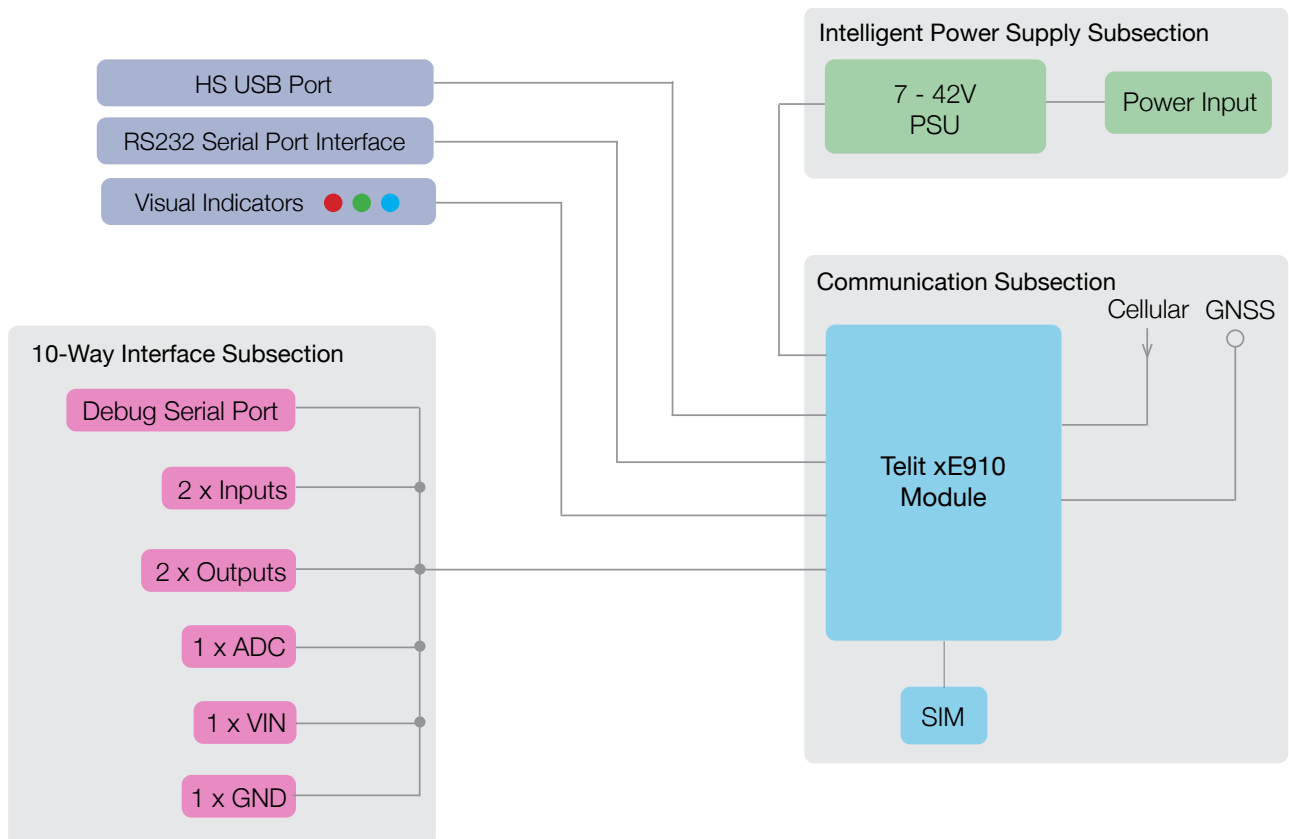 Intelligent Power Supply Subsection
HS USB Port
7 - 42V
PSU
Power Input
RS232 Serial Port Interface
Visual Indicators
Communication Subsection
Cellular
GNSS
10-Way Interface Subsection
Debug Serial Port
2 x Inputs
Telit xE910
Module
2 x Outputs
1 x ADC
1 x VIN
SIM
1 x GND